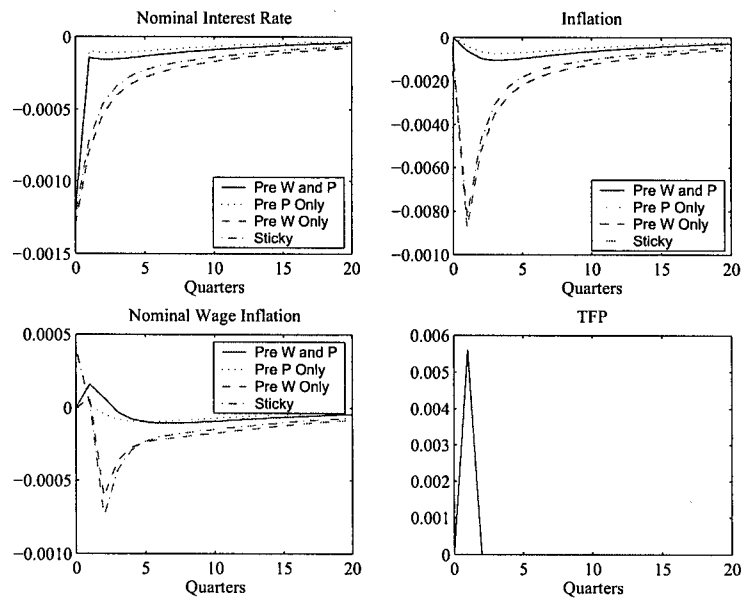 Nominal Interest Rate
0
−0.0005
−0.0010
−0.0015
0
5
10
15
20
Quarters
Pre W and P
Pre P Only
Pre W Only
Sticky
Inflation
0
−0.0020
−0.0040
−0.0060
−0.0080
−0.0010
0
5
10
15
20
Quarters
Pre W and P
Pre P Only
Pre W Only
Sticky
Nominal Wage Inflation
0.0005
0
−0.0005
−0.0010
0
5
10
15
20
Quarters
Pre W and P
Pre P Only
Pre W Only
Sticky
TFP
0.006
0.005
0.004
0.003
0.002
0.001
0
0
5
10
15
20
Quarters